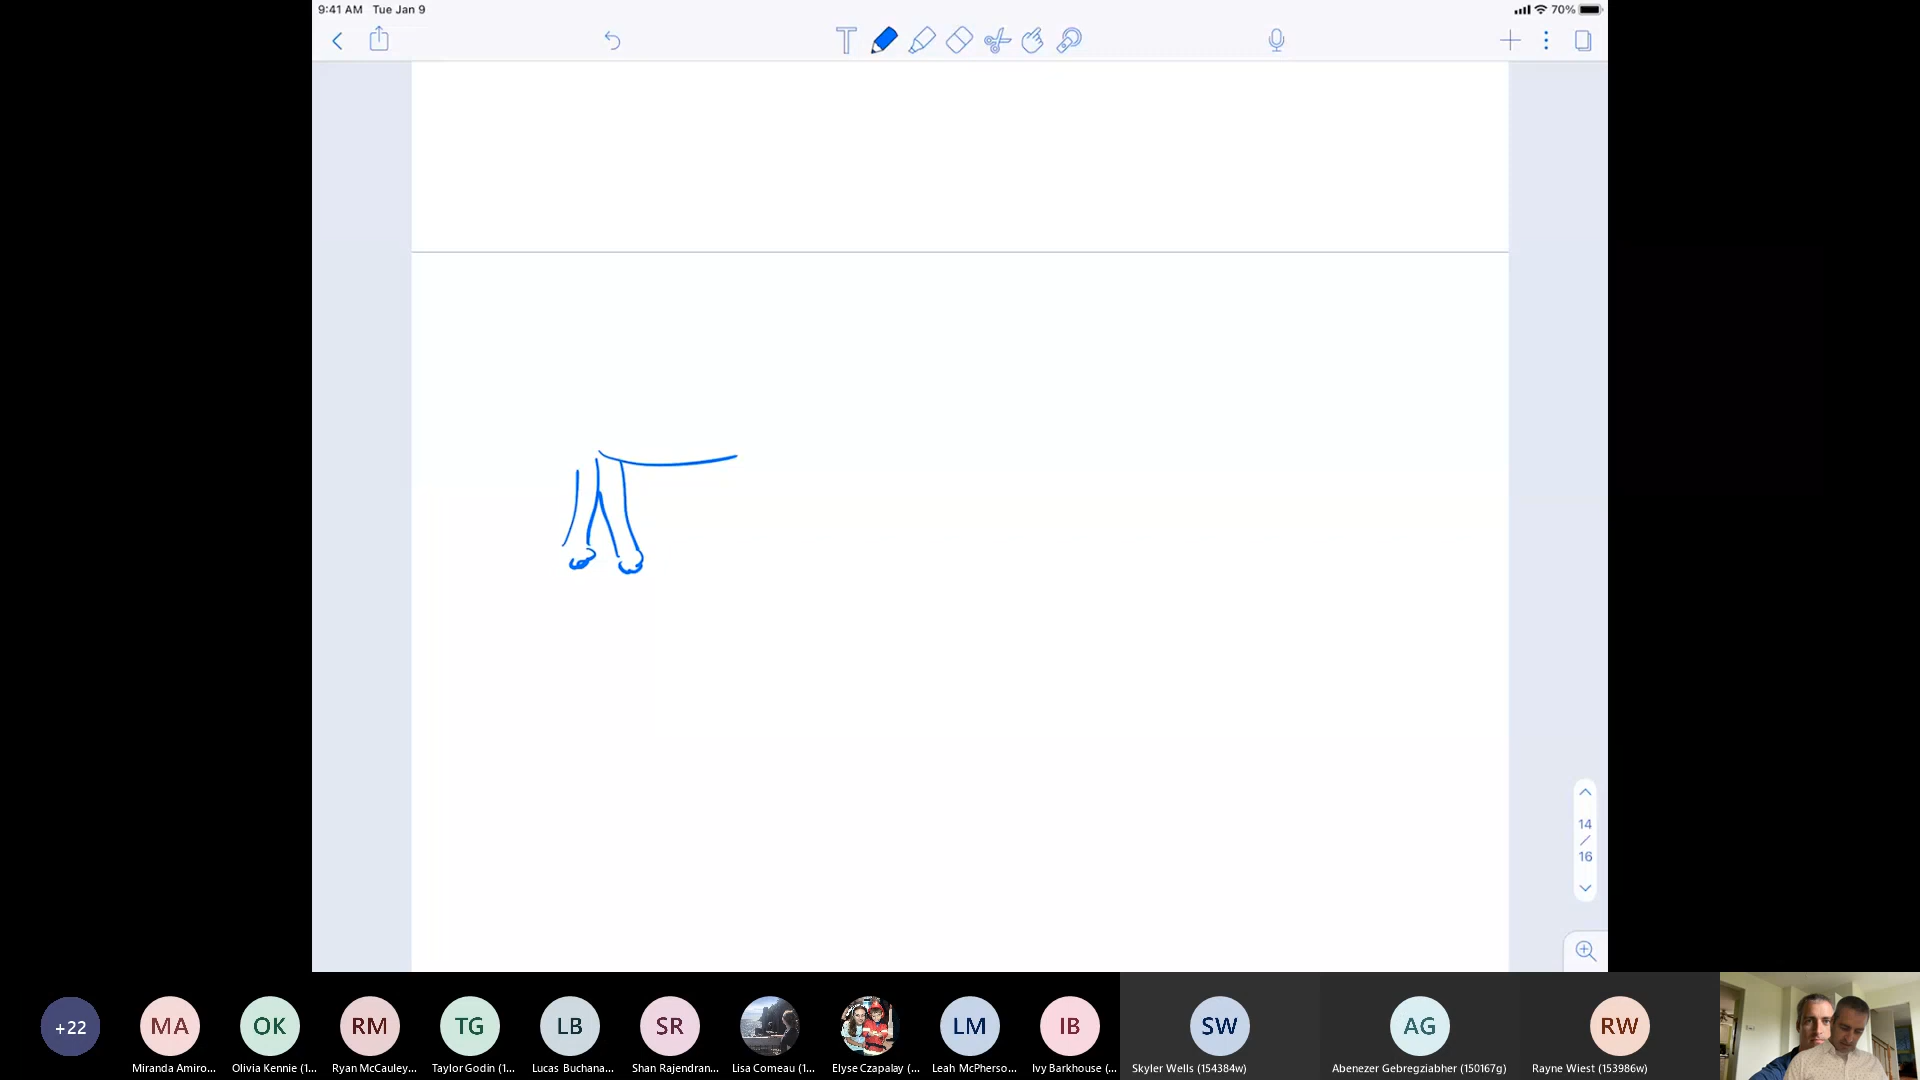 9:41 AM Tue Jan 9
70%
T
14
/
16
+22
MA
OK
RM
TG
LB
SR
LM
IB
SW
AG
RW
Miranda Amiro...
Olivia Kennie (1...
Ryan McCauley...
Taylor Godin (1...
Lucas Buchana...
Shan Rajendran...
Lisa Comeau (1...
Elyse Czapalay (...
Leah McPherso...
Ivy Barkhouse (...
Skyler Wells (154384w)
Abenezer Gebregziabher (150167g)
Rayne Wiest (153986w)